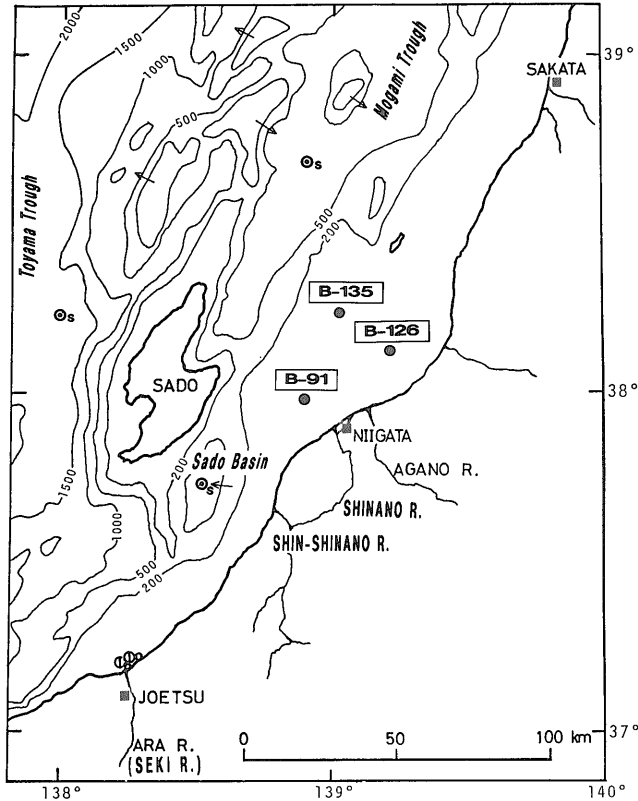 2000
1500
1000
500
Mogami Trough
39°
SAKATA
s
Toyama Trough
500
200
s
B-135
B-126
SADO
B-91
38°
NIIGATA
200
Sado Basin
s
AGANO R.
1500
SHINANO R.
1000
SHIN-SHINANO R.
500
200
JOETSU
37°
ARA R.
(SEKI R.)
0 50 100 km
138° 139° 140°